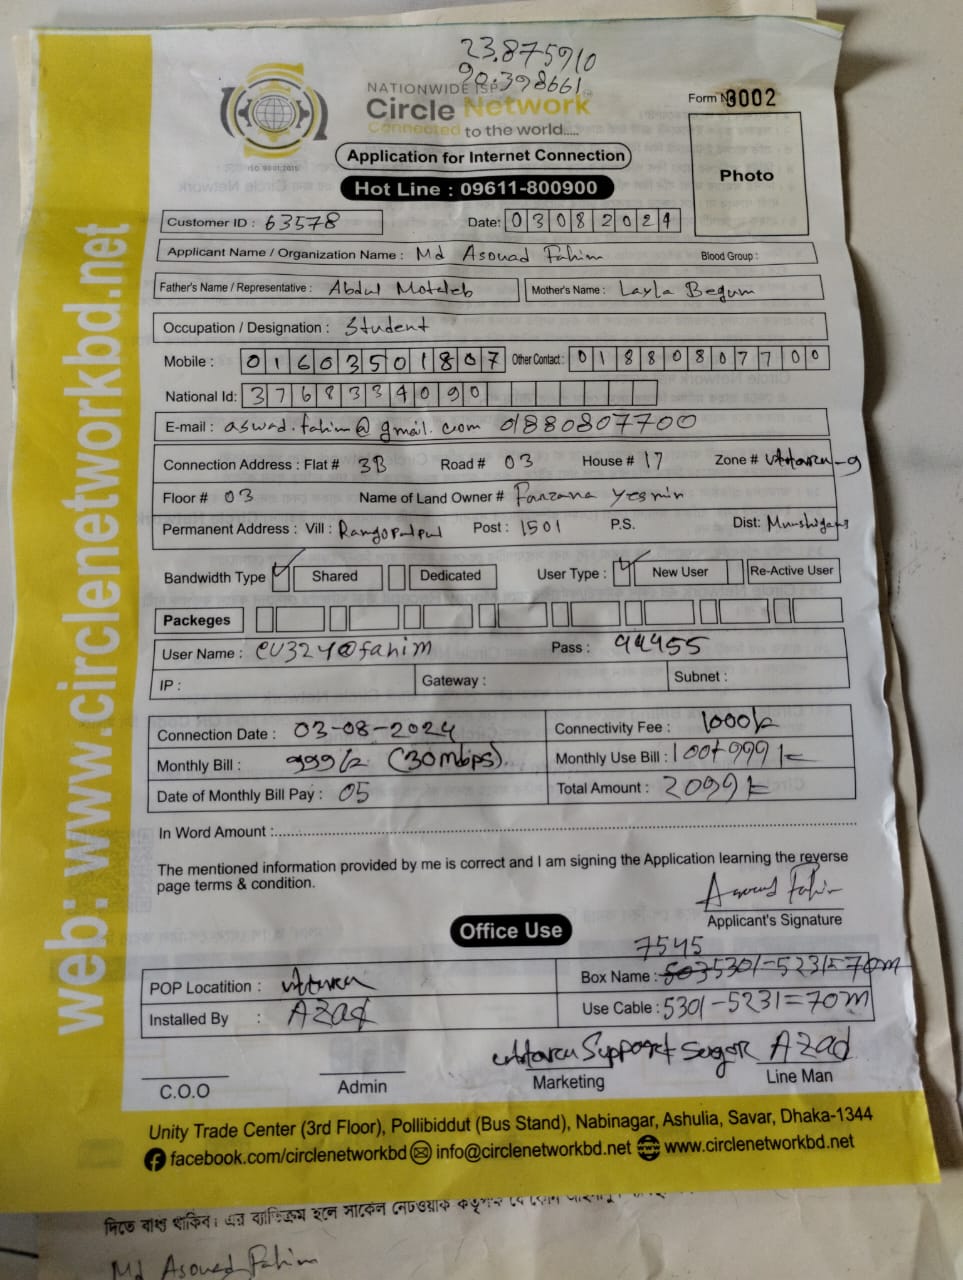 23.875910
90.398661
NATIONWIDE ISP
Circle Network
Connected to the world.....
ISO 9001:2015
Form No 3002
Application for Internet Connection
Hot Line : 09611-800900
Photo
Customer ID : 63578 Date: 03082024
Applicant Name / Organization Name : Md Asouad Fahim Blood Group :
Father's Name / Representative : Abdul Motaleb Mother's Name : Layla Begum
Occupation / Designation : Student
Mobile : 01603501807 Other Contact : 01880807700
National Id: 3768334090
E-mail : aswad.fahim@gmail.com 01880807700
Connection Address : Flat # 3B Road # 03 House # 17 Zone # Uttara-9
Floor # 03 Name of Land Owner # Farzana Yesmin
Permanent Address : Vill : Ramgopalpul Post : 1501 P.S. Dist: Munshiganj
Bandwidth Type ✓ Shared Dedicated User Type : ✓ New User Re-Active User
Packeges
User Name : cu324@fahim Pass : 44455
IP : Gateway : Subnet :
Connection Date : 03-08-2024 Connectivity Fee : 1000/=
Monthly Bill : 999/= (30mbps). Monthly Use Bill : 100+999/=
Date of Monthly Bill Pay : 05 Total Amount : 2099/=
In Word Amount :
The mentioned information provided by me is correct and I am signing the Application learning the reverse
page terms & condition.
Asouad Fahim
Applicant's Signature
Office Use
7545
POP Locatition : Uttara Box Name : 5301-5231=70m
Installed By : Azad Use Cable : 5301-5231=70m
Uttara Support Sagor Azad
C.O.O Admin Marketing Line Man
Unity Trade Center (3rd Floor), Pollibiddut (Bus Stand), Nabinagar, Ashulia, Savar, Dhaka-1344
facebook.com/circlenetworkbd info@circlenetworkbd.net www.circlenetworkbd.net
web: www.circlenetworkbd.net
দিতে বাধ্য থাকিব। এর ব্যতিক্রম হলে সার্কেল নেটওয়ার্ক কর্তৃপক্ষ যে কোন
Md Asouad Fahim